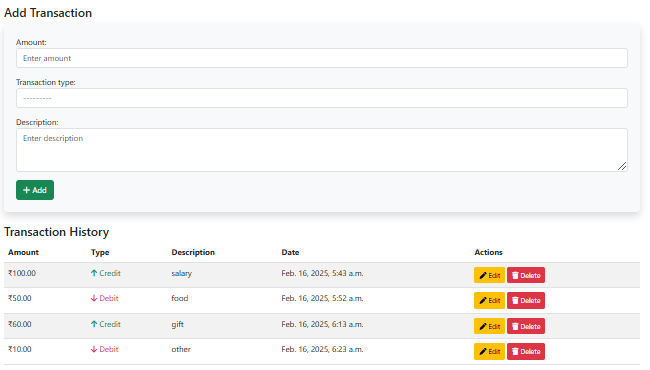 Add Transaction
Amount:
Enter amount
Transaction type:
---------
Description:
Enter description
+ Add
Transaction History
Amount Type Description Date Actions
₹100.00 ↑ Credit salary Feb. 16, 2025, 5:43 a.m. Edit Delete
₹50.00 ↓ Debit food Feb. 16, 2025, 5:52 a.m. Edit Delete
₹60.00 ↑ Credit gift Feb. 16, 2025, 6:13 a.m. Edit Delete
₹10.00 ↓ Debit other Feb. 16, 2025, 6:23 a.m. Edit Delete